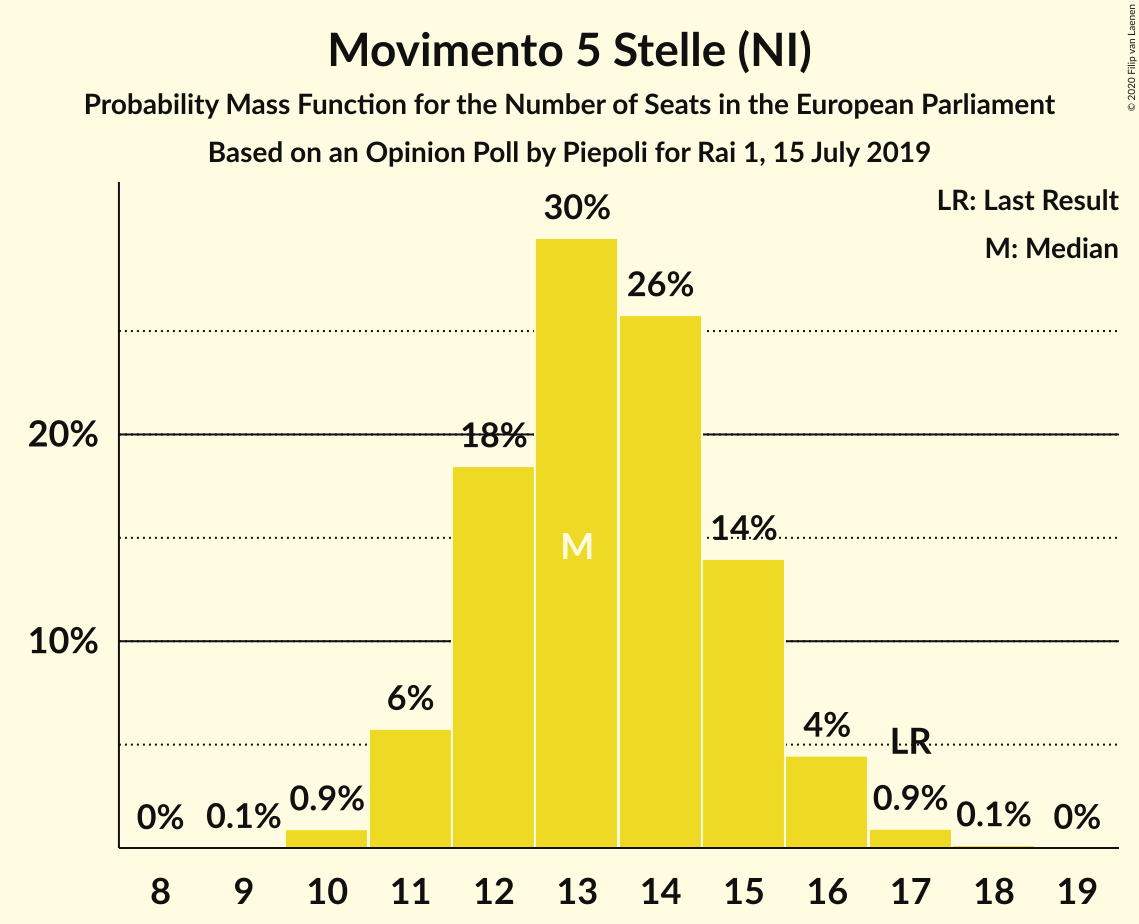 Movimento 5 Stelle (NI)
Probability Mass Function for the Number of Seats in the European Parliament
Based on an Opinion Poll by Piepoli for Rai 1, 15 July 2019
© 2020 Filip van Laenen
LR: Last Result
M: Median
30%
26%
20%
18%
14%
M
10%
6%
4%
LR
0%
0.1%
0.9%
0.9%
0.1%
0%
8 9 10 11 12 13 14 15 16 17 18 19